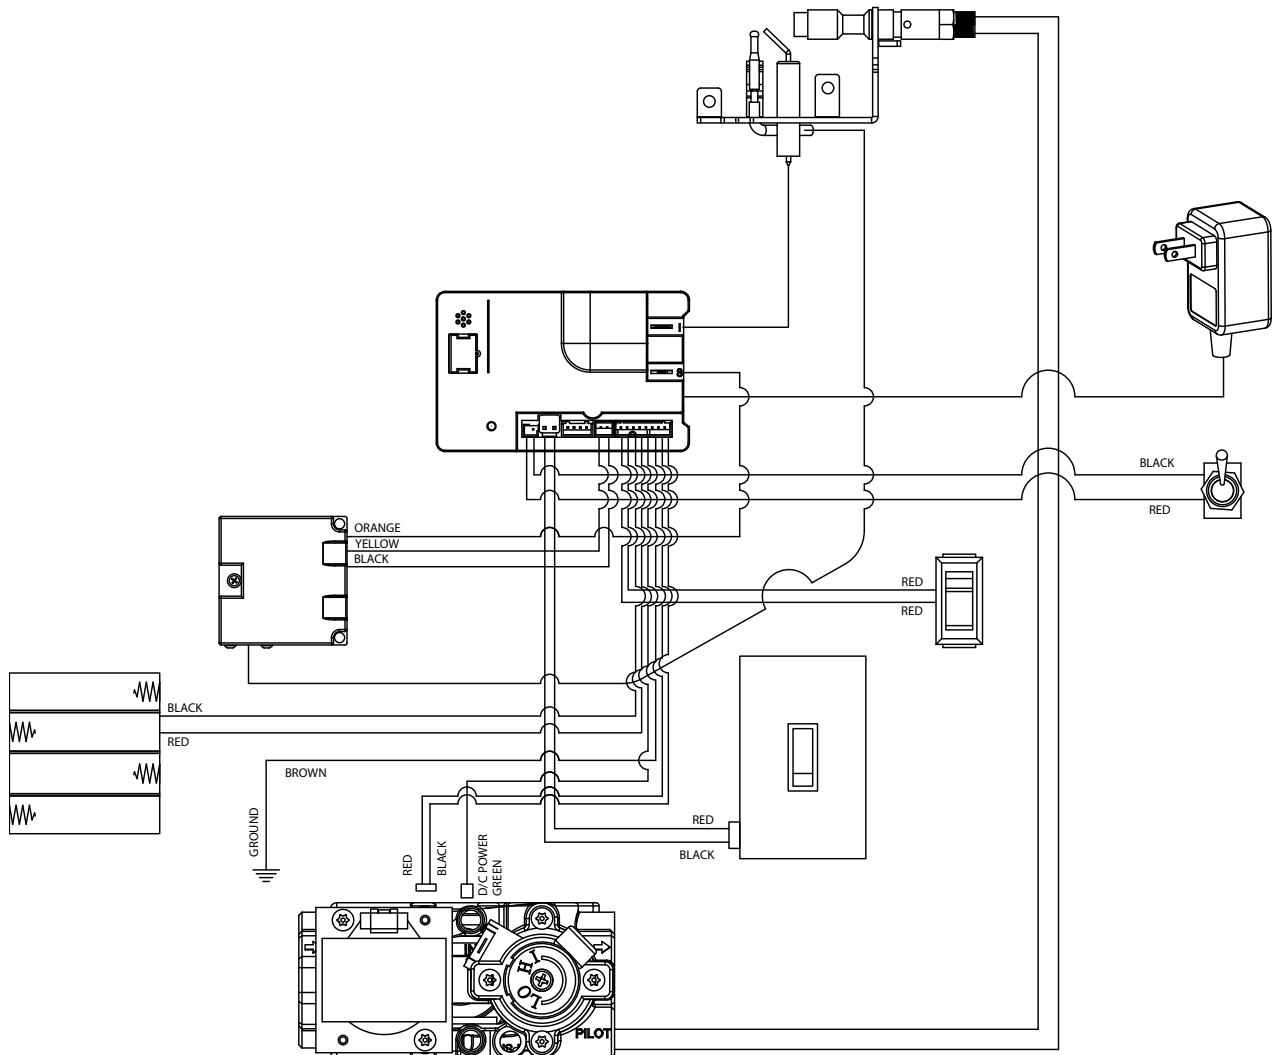 I
S
BLACK
RED
ORANGE
YELLOW
BLACK
RED
RED
BLACK
RED
BROWN
GROUND
RED
BLACK
D/C POWER
GREEN
RED
BLACK
HI
LO
PILOT